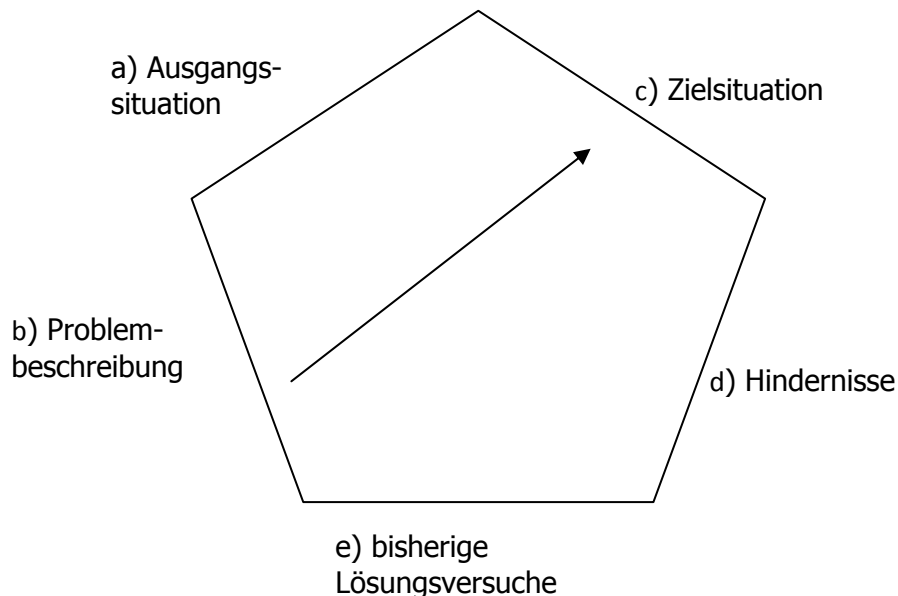 a) Ausgangs-
situation
c) Zielsituation
b) Problem-
beschreibung
d) Hindernisse
e) bisherige
Lösungsversuche